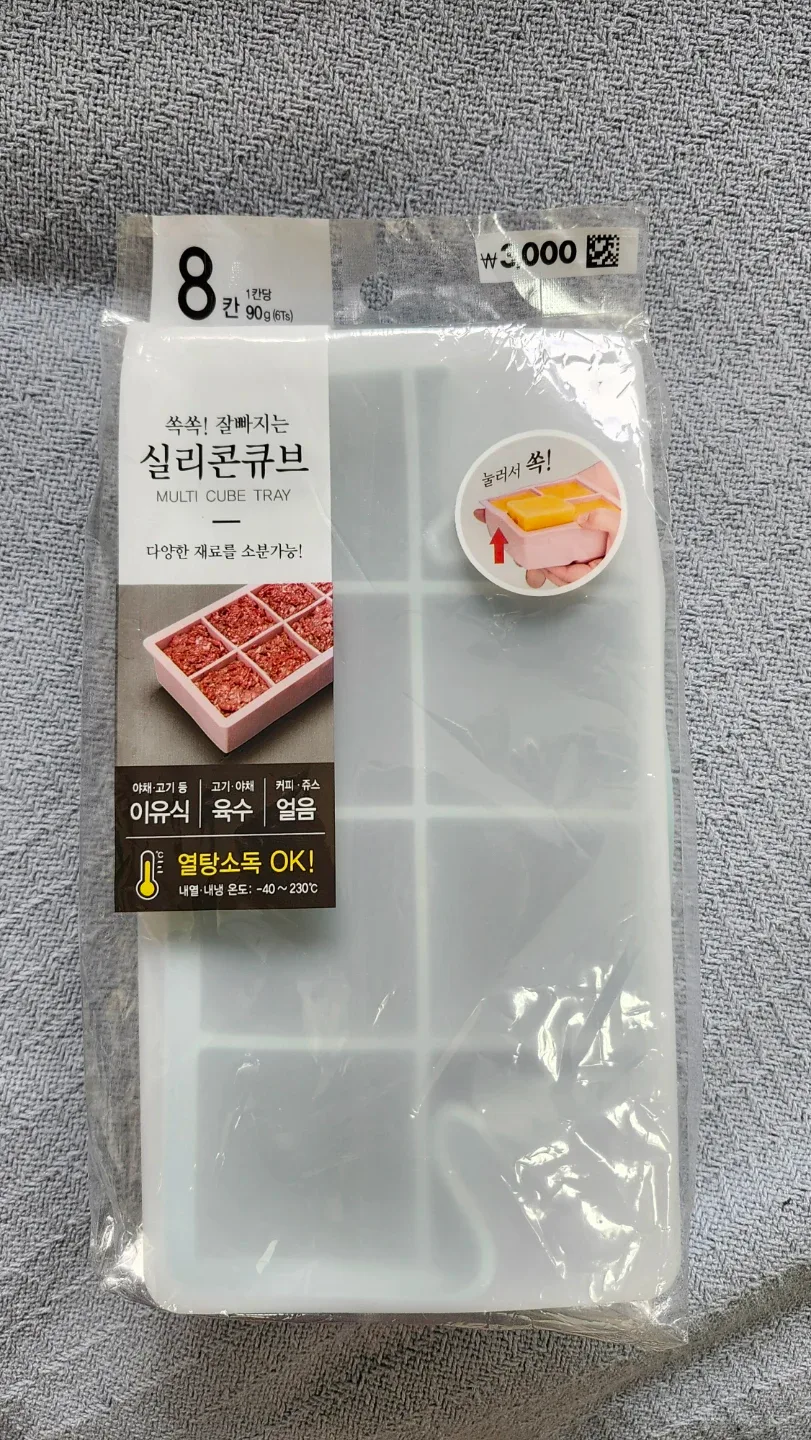 8칸 1칸당 90g (6Ts)
₩3,000
쏙쏙! 잘빠지는
실리콘큐브
MULTI CUBE TRAY
다양한 재료를 소분가능!
눌러서 쏙!
야채·고기 등 고기·야채 커피·쥬스
이유식 육수 얼음
℃
열탕소독 OK!
내열·내냉 온도: -40~230℃